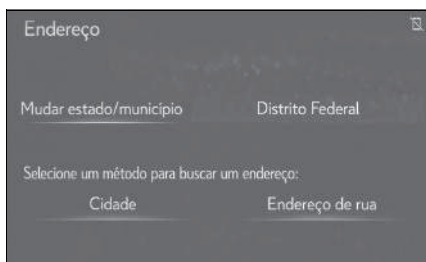 Endereço
Mudar estado/município Distrito Federal
Selecione um método para buscar um endereço:
Cidade Endereço de rua